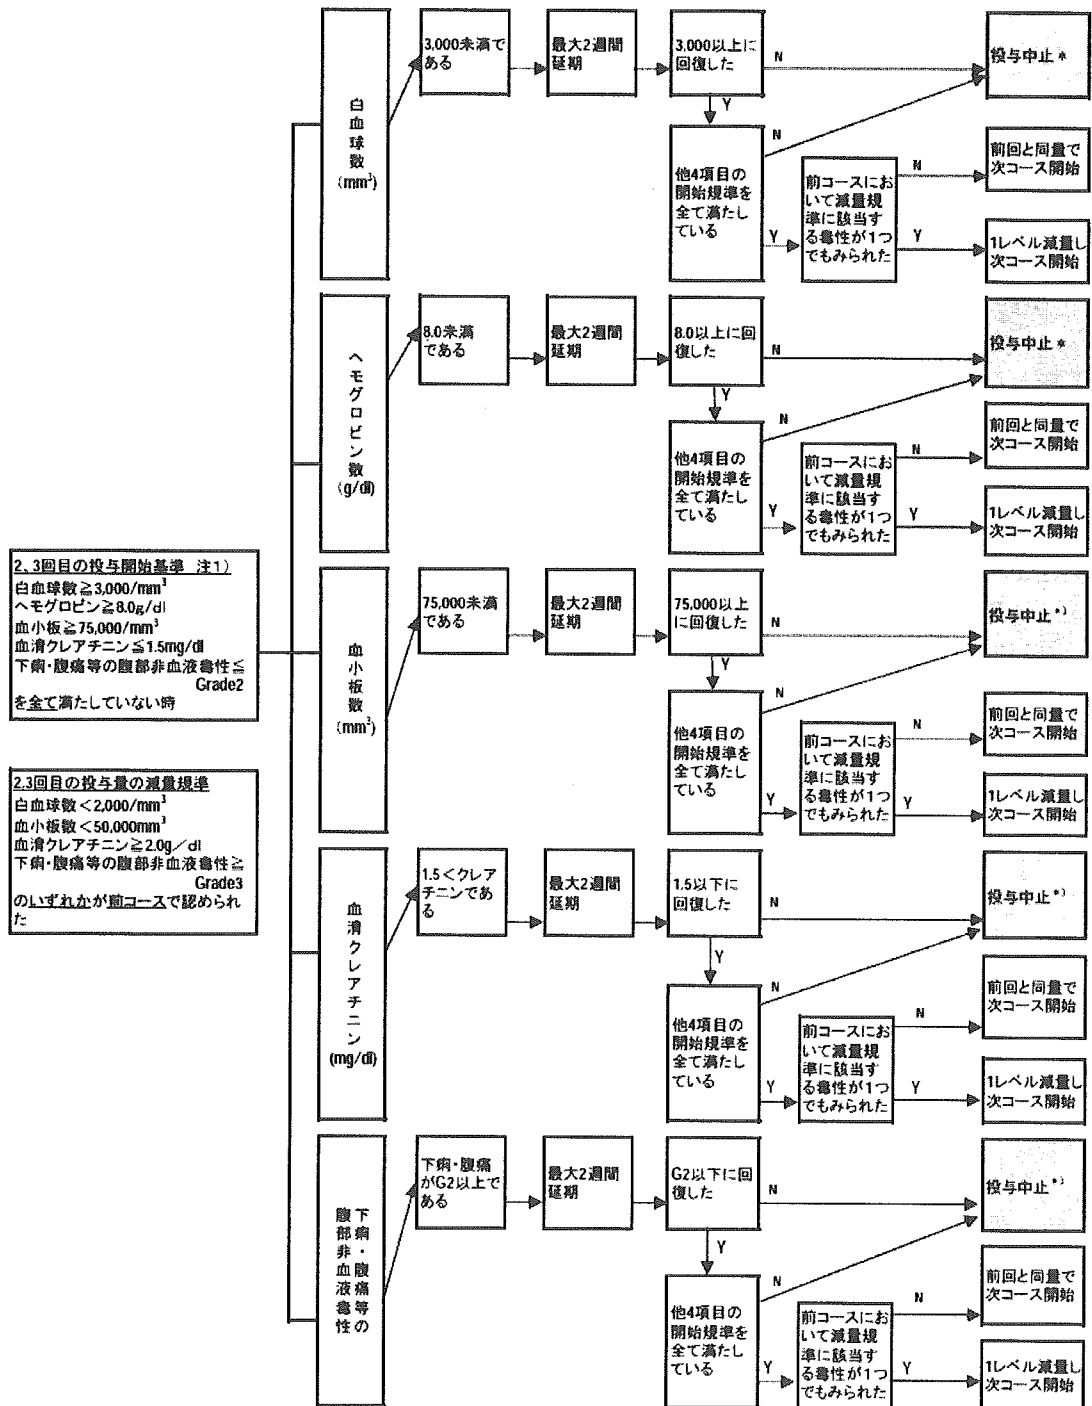 2、3回目の投与開始基準 注1)
白血球数≧3,000/mm³
ヘモグロビン≧8.0g/dl
血小板≧75,000/mm³
血清クレアチニン≦1.5mg/dl
下痢・腹痛等の腹部非血液毒性≦
Grade2
を全て満たしていない時
2,3回目の投与量の減量規準
白血球数<2,000/mm³
血小板数<50,000mm³
血清クレアチニン≧2.0g/dl
下痢・腹痛等の腹部非血液毒性≧
Grade3
のいずれかが前コースで認められ
た
白血球数
(mm³)
3,000未満で
ある
最大2週間
延期
3,000以上に
回復した
N
投与中止*
Y
他4項目の
開始規準を
全て満たし
ている
N
Y
前コースにお
いて減量規
準に該当す
る毒性が1つ
でもみられた
N
前回と同量で
次コース開始
Y
1レベル減量し
次コース開始
ヘモグロビン数
(g/dl)
8.0未満
である
最大2週間
延期
8.0以上に回
復した
N
投与中止*
Y
他4項目の
開始規準を
全て満たし
ている
N
Y
前コースにお
いて減量規
準に該当す
る毒性が1つ
でもみられた
N
前回と同量で
次コース開始
Y
1レベル減量し
次コース開始
血小板数
(mm³)
75,000未満
である
最大2週間
延期
75,000以上
に回復した
N
投与中止*)
Y
他4項目の
開始規準を
全て満たし
ている
N
Y
前コースにお
いて減量規
準に該当す
る毒性が1つ
でもみられた
N
前回と同量で
次コース開始
Y
1レベル減量し
次コース開始
血清クレアチニン
(mg/dl)
1.5<クレア
チニンであ
る
最大2週間
延期
1.5以下に
回復した
N
投与中止*)
Y
他4項目の
開始規準を
全て満たし
ている
N
Y
前コースにお
いて減量規
準に該当す
る毒性が1つ
でもみられた
N
前回と同量で
次コース開始
Y
1レベル減量し
次コース開始
下痢・腹痛等の
腹部非血液毒性
下痢・腹痛
がG2以上で
ある
最大2週間
延期
G2以下に回
復した
N
投与中止*)
Y
他4項目の
開始規準を
全て満たし
ている
N
Y
前コースにお
いて減量規
準に該当す
る毒性が1つ
でもみられた
N
前回と同量で
次コース開始
Y
1レベル減量し
次コース開始